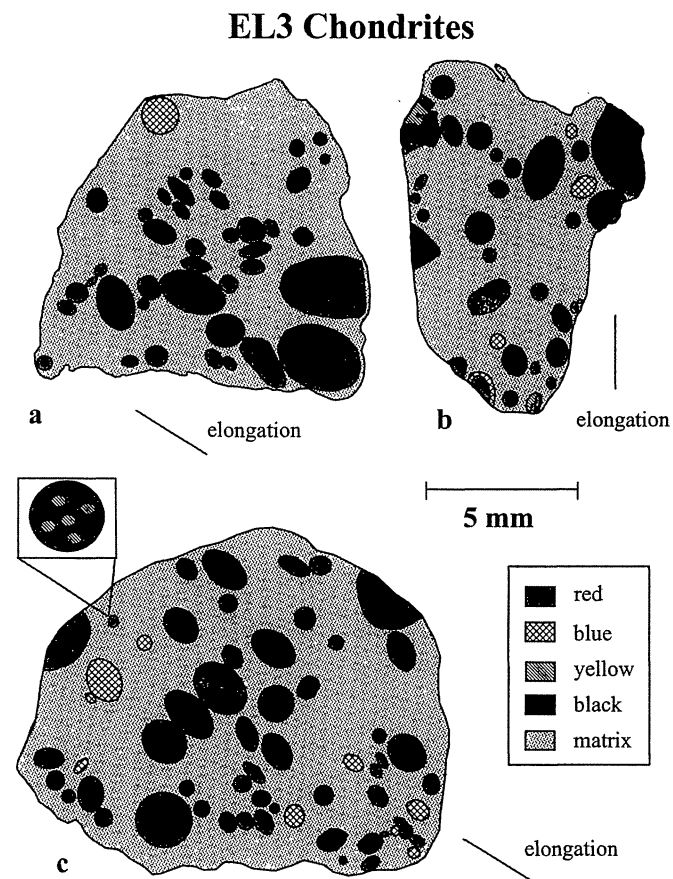 EL3 Chondrites
a
elongation
b
elongation
5 mm
red
blue
yellow
black
matrix
c
elongation